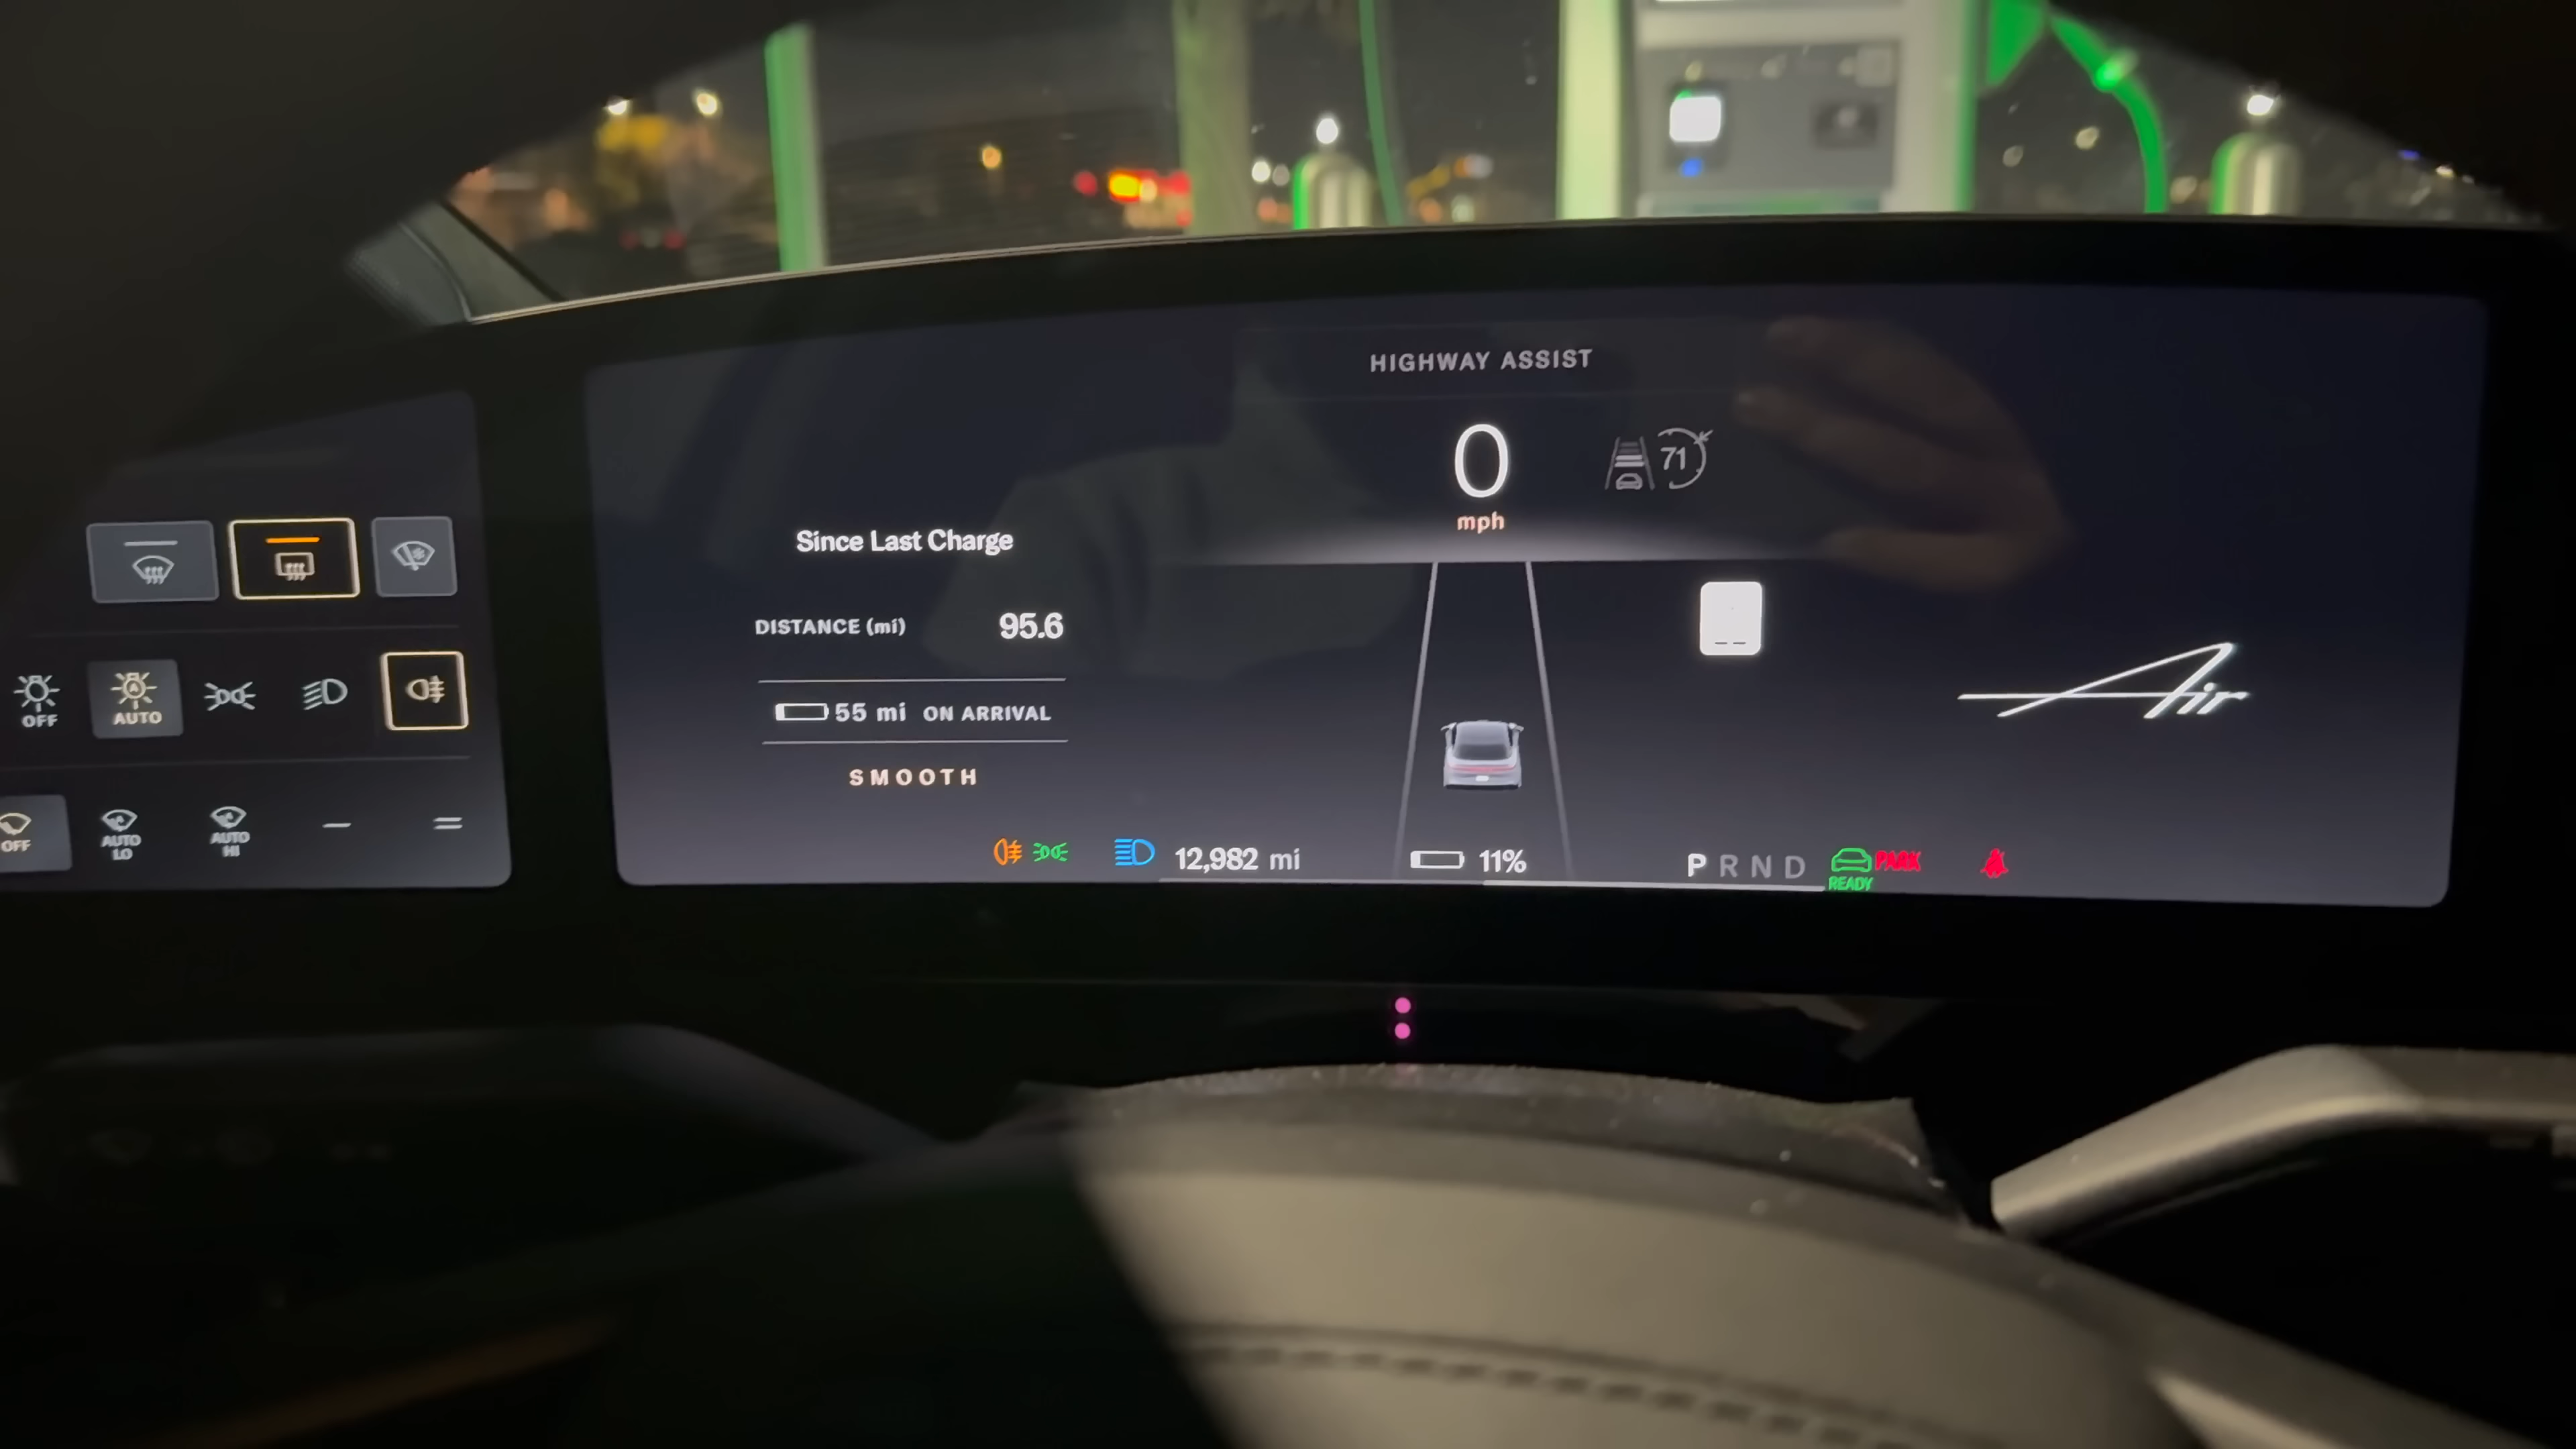 HIGHWAY ASSIST
0
71
mph
Since Last Charge
DISTANCE (mi) 95.6
55 mi ON ARRIVAL
SMOOTH
Air
12,982 mi
11%
P R N D
READY
PARK
OFF
AUTO
OFF
AUTO LO
AUTO HI